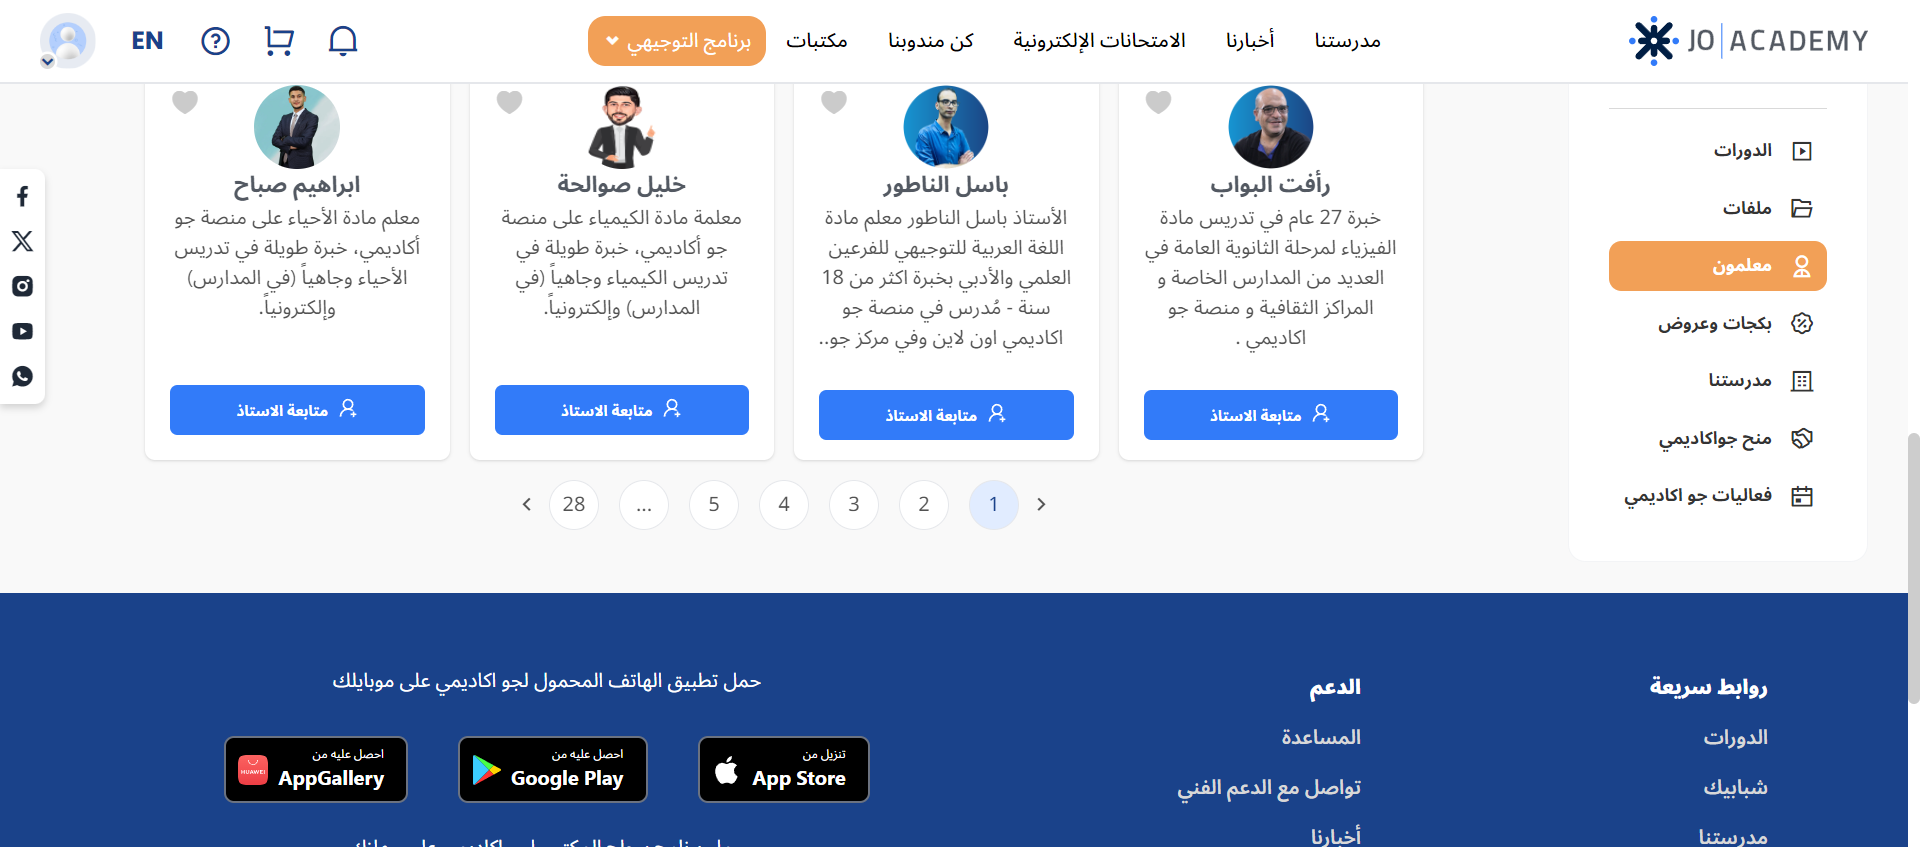 JO ACADEMY
مدرستنا
أخبارنا
الامتحانات الإلكترونية
كن مندوبنا
مكتبات
برنامج التوجيهي
EN
الدورات
ملفات
معلمون
بكجات وعروض
مدرستنا
منح جواكاديمي
فعاليات جو اكاديمي
رأفت البواب
خبرة 27 عام في تدريس مادة
الفيزياء لمرحلة الثانوية العامة في
العديد من المدارس الخاصة و
المراكز الثقافية و منصة جو
اكاديمي .
متابعة الاستاذ
باسل الناطور
الأستاذ باسل الناطور معلم مادة
اللغة العربية للتوجيهي للفرعين
العلمي والأدبي بخبرة اكثر من 18
سنة - مُدرس في منصة جو
اكاديمي اون لاين وفي مركز جو..
متابعة الاستاذ
خليل صوالحة
معلمة مادة الكيمياء على منصة
جو أكاديمي، خبرة طويلة في
تدريس الكيمياء وجاهياً (في
المدارس) وإلكترونياً.
متابعة الاستاذ
ابراهيم صباح
معلم مادة الأحياء على منصة جو
أكاديمي، خبرة طويلة في تدريس
الأحياء وجاهياً (في المدارس)
وإلكترونياً.
متابعة الاستاذ
1 2 3 4 5 ... 28
روابط سريعة
الدورات
شبابيك
مدرستنا
الدعم
المساعدة
تواصل مع الدعم الفني
أخبارنا
حمل تطبيق الهاتف المحمول لجو اكاديمي على موبايلك
تنزيل من
App Store
احصل عليه من
Google Play
احصل عليه من
AppGallery
HUAWEI